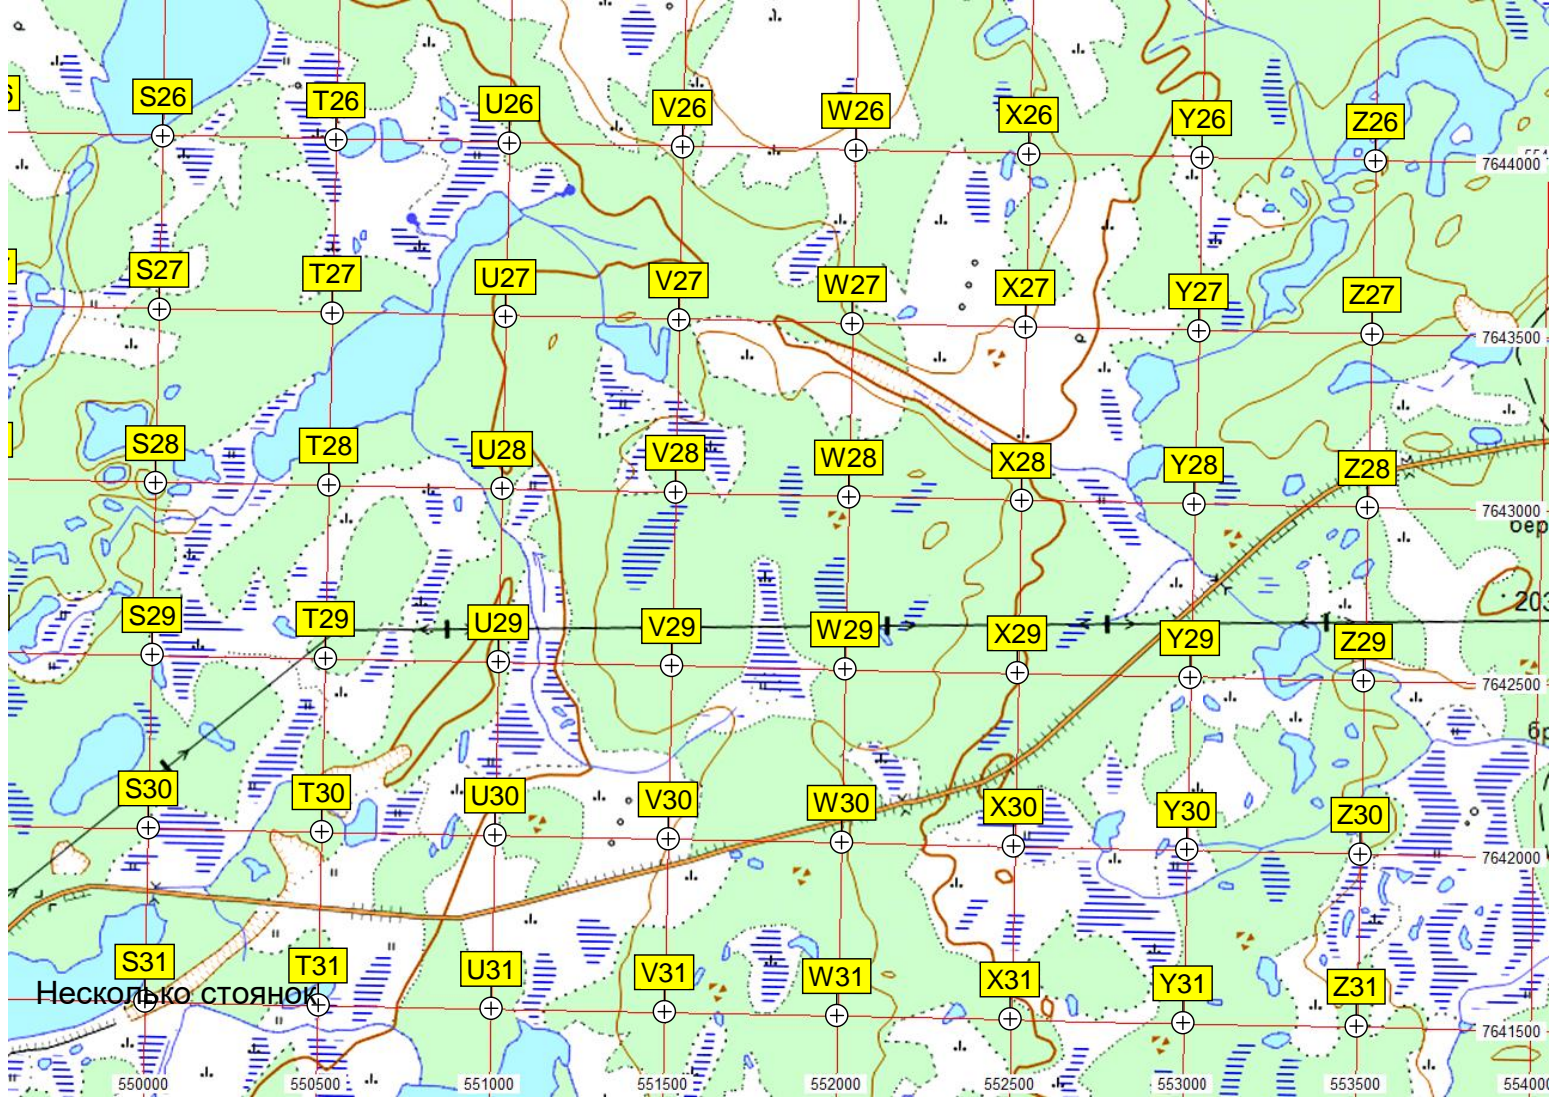 S26 T26 U26 V26 W26 X26 Y26 Z26
7644000
S27 T27 U27 V27 W27 X27 Y27 Z27
7643500
S28 T28 U28 V28 W28 X28 Y28 Z28
7643000
бер
203
S29 T29 U29 V29 W29 X29 Y29 Z29
7642500
бр
S30 T30 U30 V30 W30 X30 Y30 Z30
7642000
S31 T31 U31 V31 W31 X31 Y31 Z31
Несколько стоянок
7641500
550000 550500 551000 551500 552000 552500 553000 553500 554000